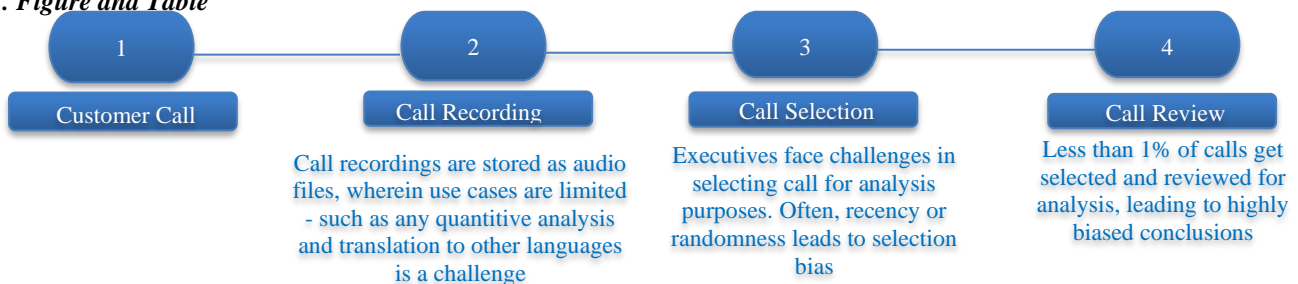 . Figure and Table
1
2
3
4
Customer Call
Call Recording
Call Selection
Call Review
Call recordings are stored as audio
files, wherein use cases are limited
- such as any quantitive analysis
and translation to other languages
is a challenge
Executives face challenges in
selecting call for analysis
purposes. Often, recency or
randomness leads to selection
bias
Less than 1% of calls get
selected and reviewed for
analysis, leading to highly
biased conclusions